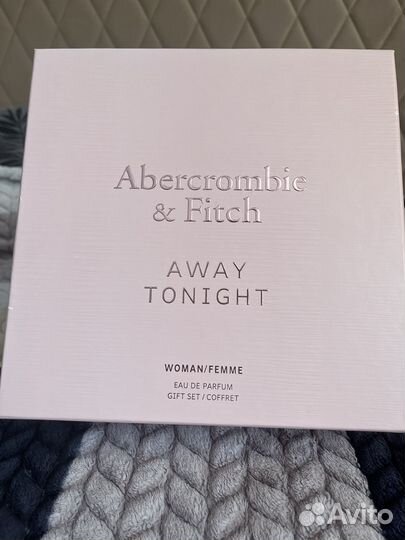 Abercrombie
& Fitch
AWAY
TONIGHT
WOMAN/FEMME
EAU DE PARFUM
GIFT SET / COFFRET
Avito